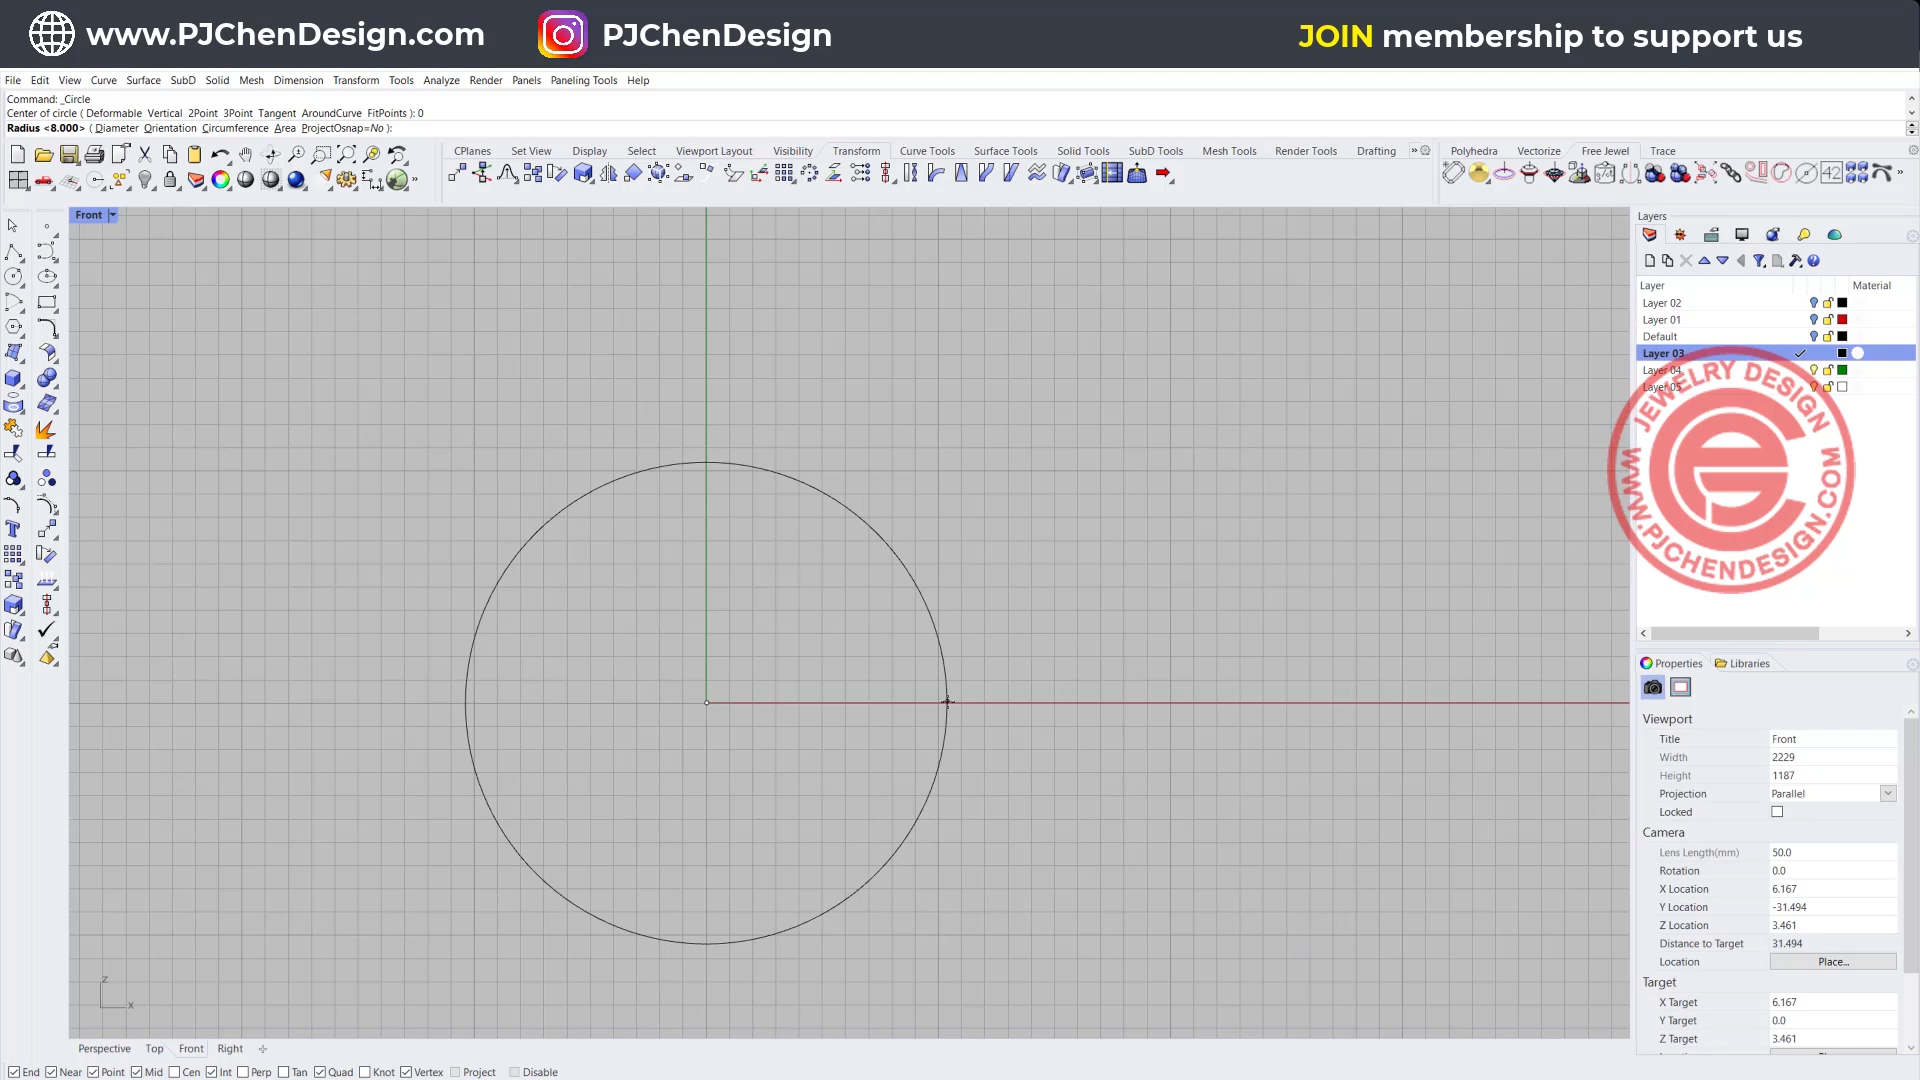 www.PJChenDesign.com
PJChenDesign
JOIN membership to support us
File Edit View Curve Surface SubD Solid Mesh Dimension Transform Tools Analyze Render Panels Paneling Tools Help
Command: _Circle
Center of circle ( Deformable Vertical 2Point 3Point Tangent AroundCurve FitPoints ): 0
Radius <8.000> ( Diameter Orientation Circumference Area ProjectOsnap=No ):
CPlanes Set View Display Select Viewport Layout Visibility Transform Curve Tools Surface Tools Solid Tools SubD Tools Mesh Tools Render Tools Drafting »
Polyhedra Vectorize Free Jewel Trace
42
Front
Layers
Layer Material
Layer 02
Layer 01
Default
Layer 03
Layer 04
Layer 05
JEWELRY DESIGN
WWW.PJCHENDESIGN.COM
Properties Libraries
Viewport
Title Front
Width 2229
Height 1187
Projection Parallel
Locked
Camera
Lens Length(mm) 50.0
Rotation 0.0
X Location 6.167
Y Location -31.494
Z Location 3.461
Distance to Target 31.494
Location Place...
Target
X Target 6.167
Y Target 0.0
Z Target 3.461
z
x
Perspective Top Front Right
End Near Point Mid Cen Int Perp Tan Quad Knot Vertex Project Disable